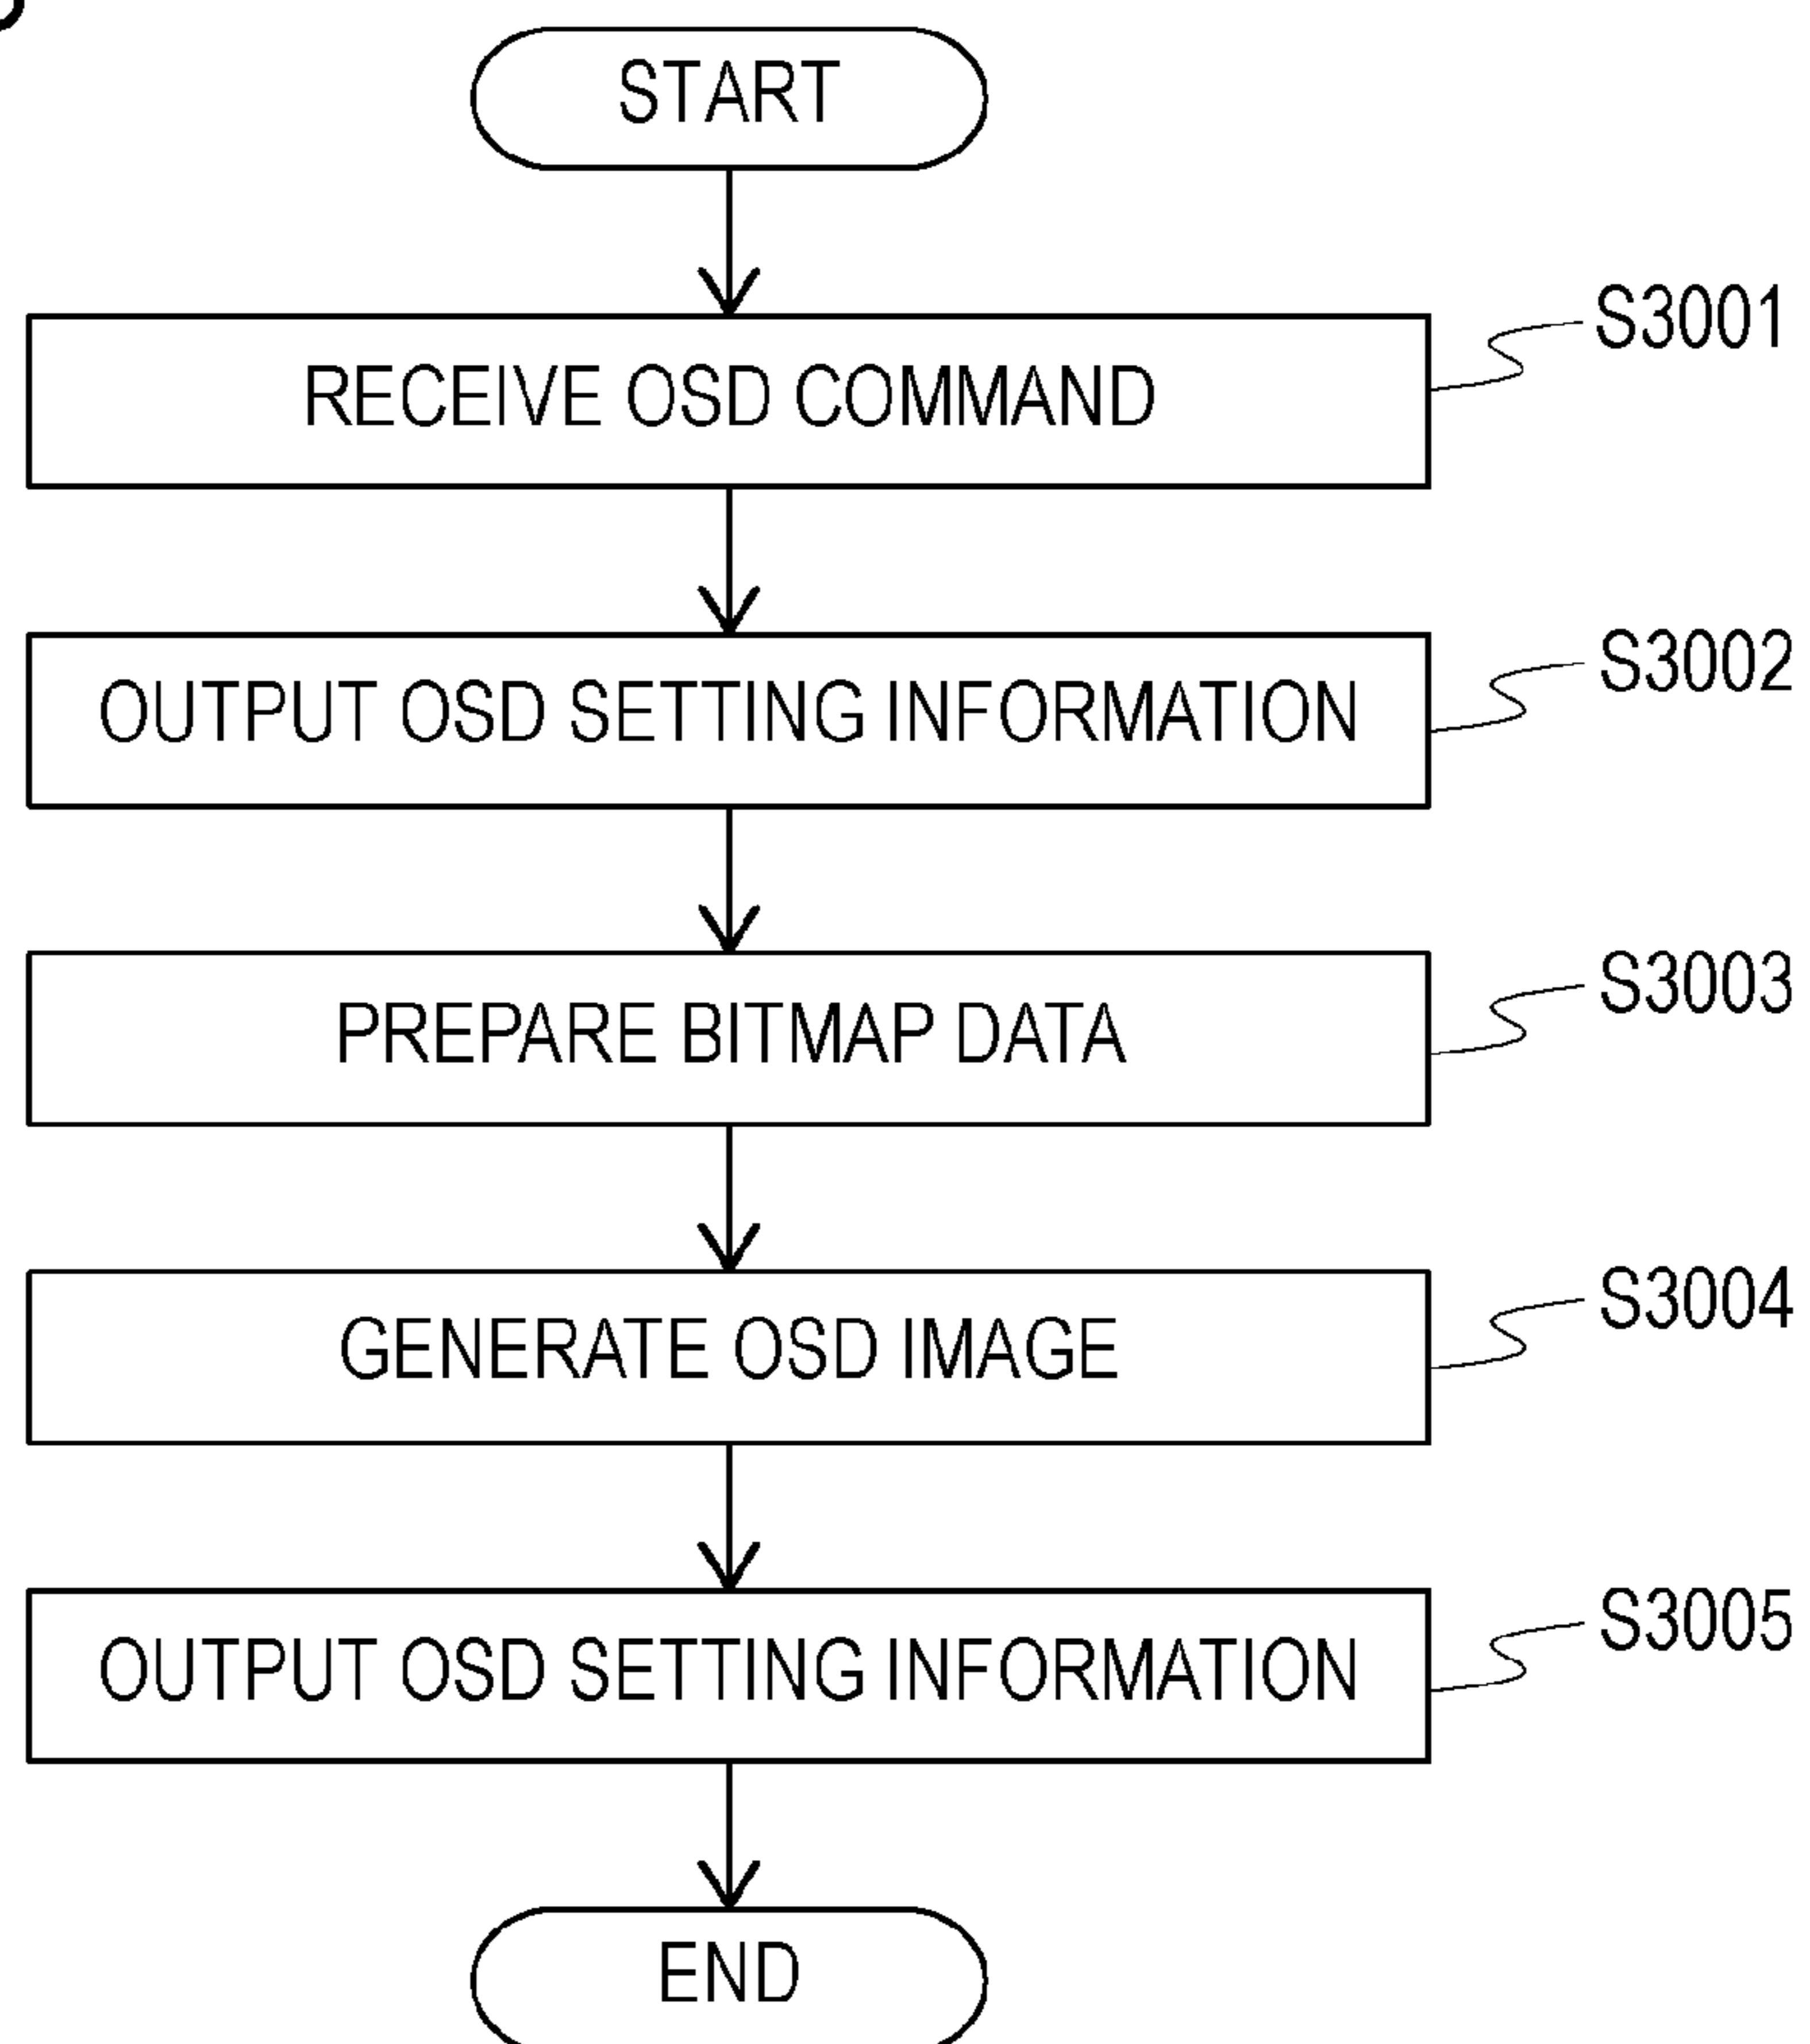 START
RECEIVE OSD COMMAND
S3001
OUTPUT OSD SETTING INFORMATION
S3002
PREPARE BITMAP DATA
S3003
GENERATE OSD IMAGE
S3004
OUTPUT OSD SETTING INFORMATION
S3005
END